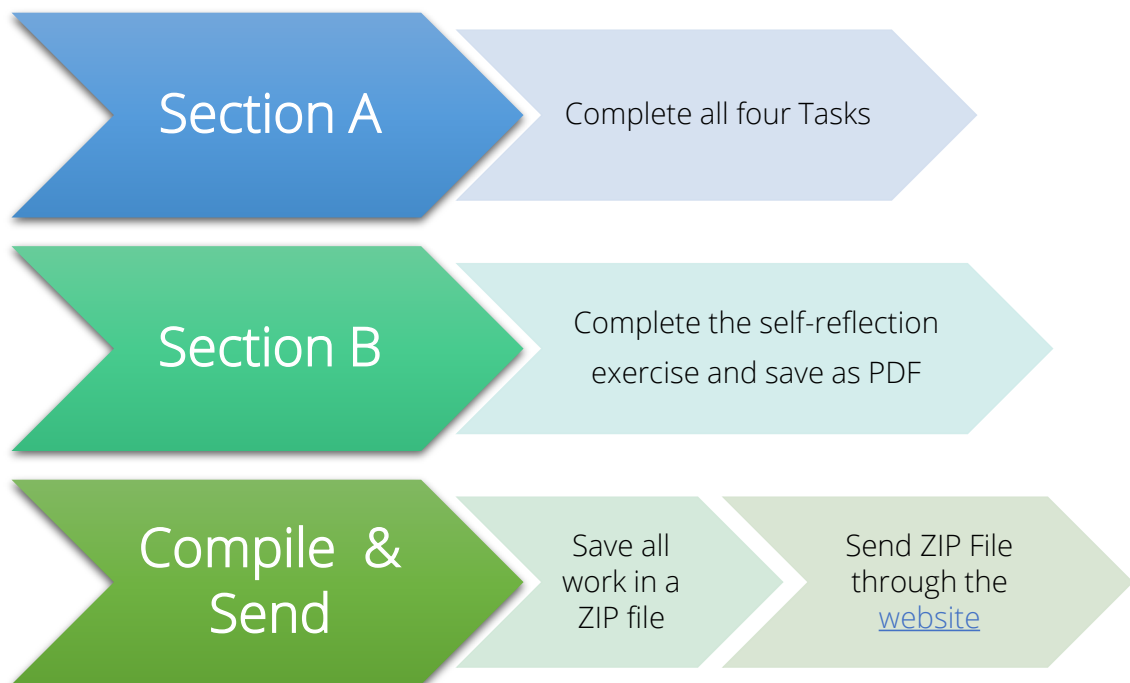 Section A
Complete all four Tasks
Section B
Complete the self-reflection
exercise and save as PDF
Compile &
Send
Save all
work in a
ZIP file
Send ZIP File
through the
website